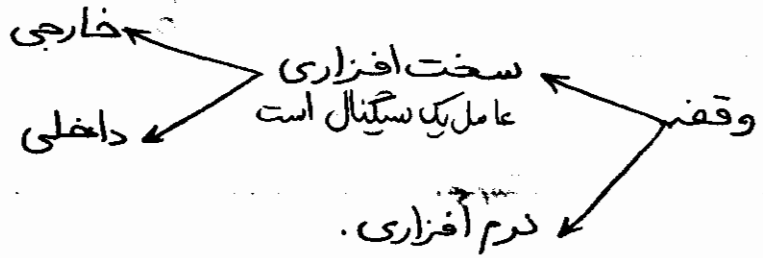 خارجی
سخت افزاری
عامل یک سیگنال است
وقفه
داخلی
نرم افزاری.